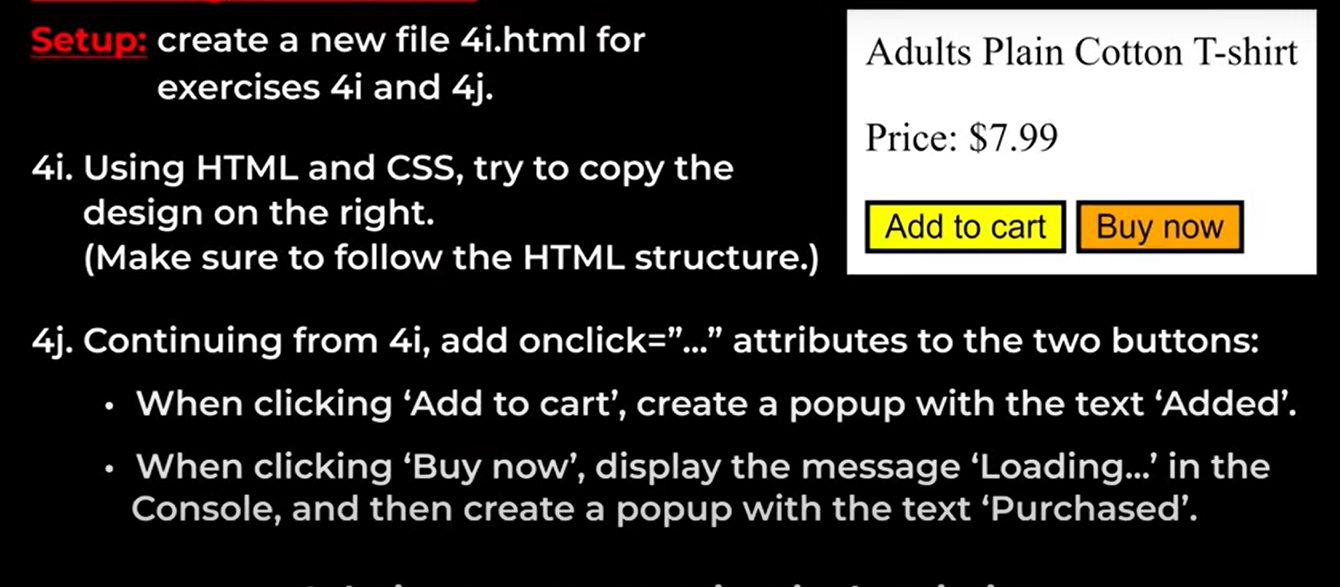 Setup: create a new file 4i.html for
exercises 4i and 4j.
4i. Using HTML and CSS, try to copy the
design on the right.
(Make sure to follow the HTML structure.)
Adults Plain Cotton T-shirt
Price: $7.99
Add to cart
Buy now
4j. Continuing from 4i, add onclick=”...” attributes to the two buttons:
• When clicking ‘Add to cart’, create a popup with the text ‘Added’.
• When clicking ‘Buy now’, display the message ‘Loading...’ in the
Console, and then create a popup with the text ‘Purchased’.